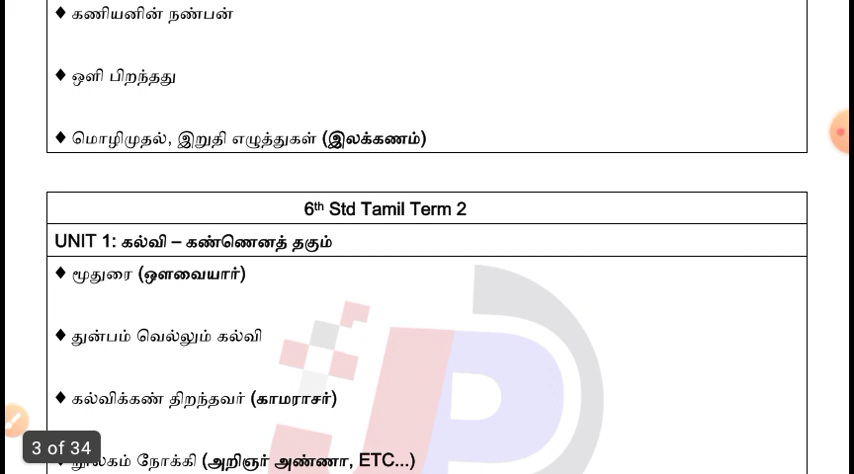 ♦ கணியனின் நண்பன்
♦ ஒளி பிறந்தது
♦ மொழிமுதல், இறுதி எழுத்துகள் (இலக்கணம்)
6th Std Tamil Term 2
UNIT 1: கல்வி – கண்ணெனத் தகும்
♦ மூதுரை (ஔவையார்)
♦ துன்பம் வெல்லும் கல்வி
♦ கல்விக்கண் திறந்தவர் (காமராசர்)
நோக்கி (அறிஞர் அண்ணா, ETC...)
3 of 34